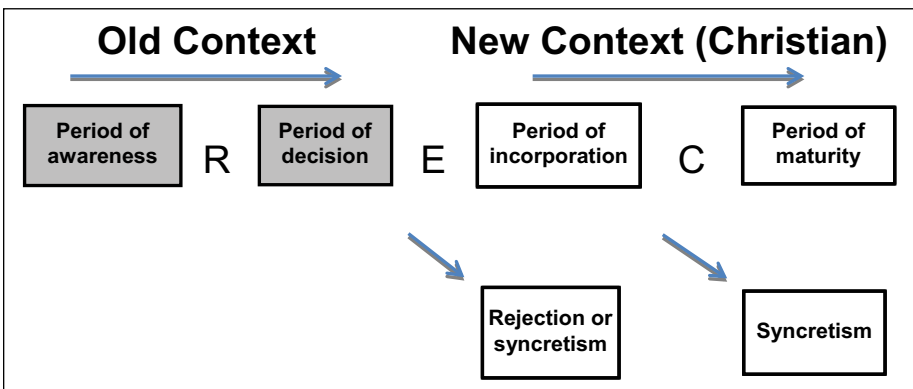 Old Context
New Context (Christian)
Period of
awareness
R
Period of
decision
E
Period of
incorporation
C
Period of
maturity
Rejection or
syncretism
Syncretism